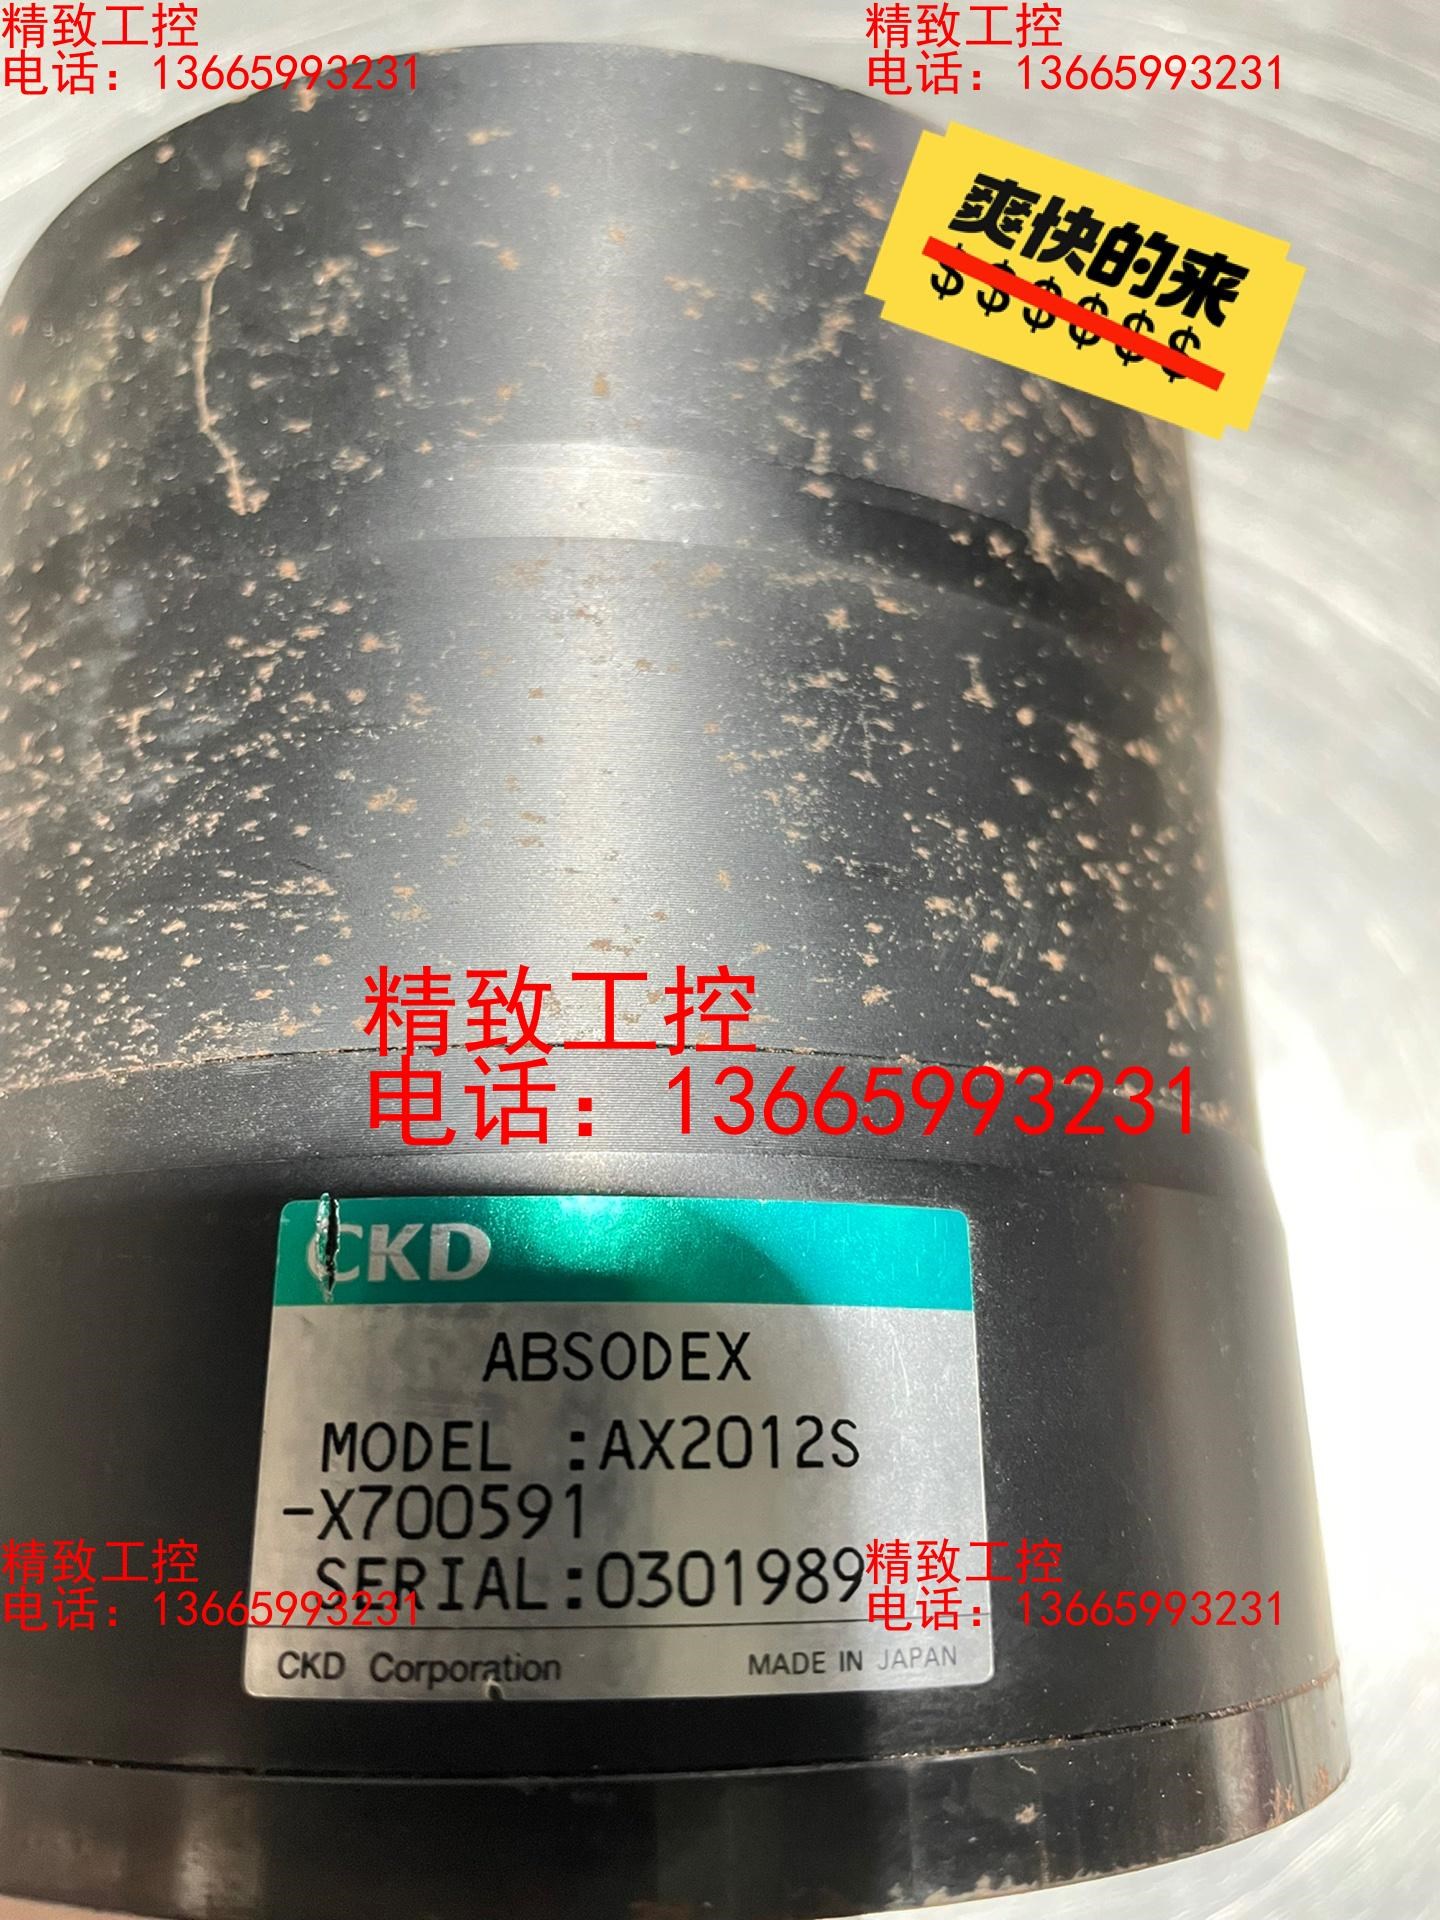 精致工控
电话：13665993231
精致工控
电话：13665993231
爽快的来
$$$$$$
精致工控
电话：13665993231
CKD
ABSODEX
MODEL :AX2012S
-X700591
SERIAL:0301989
精致工控
电话：13665993231
精致工控
电话：13665993231
CKD Corporation
MADE IN JAPAN